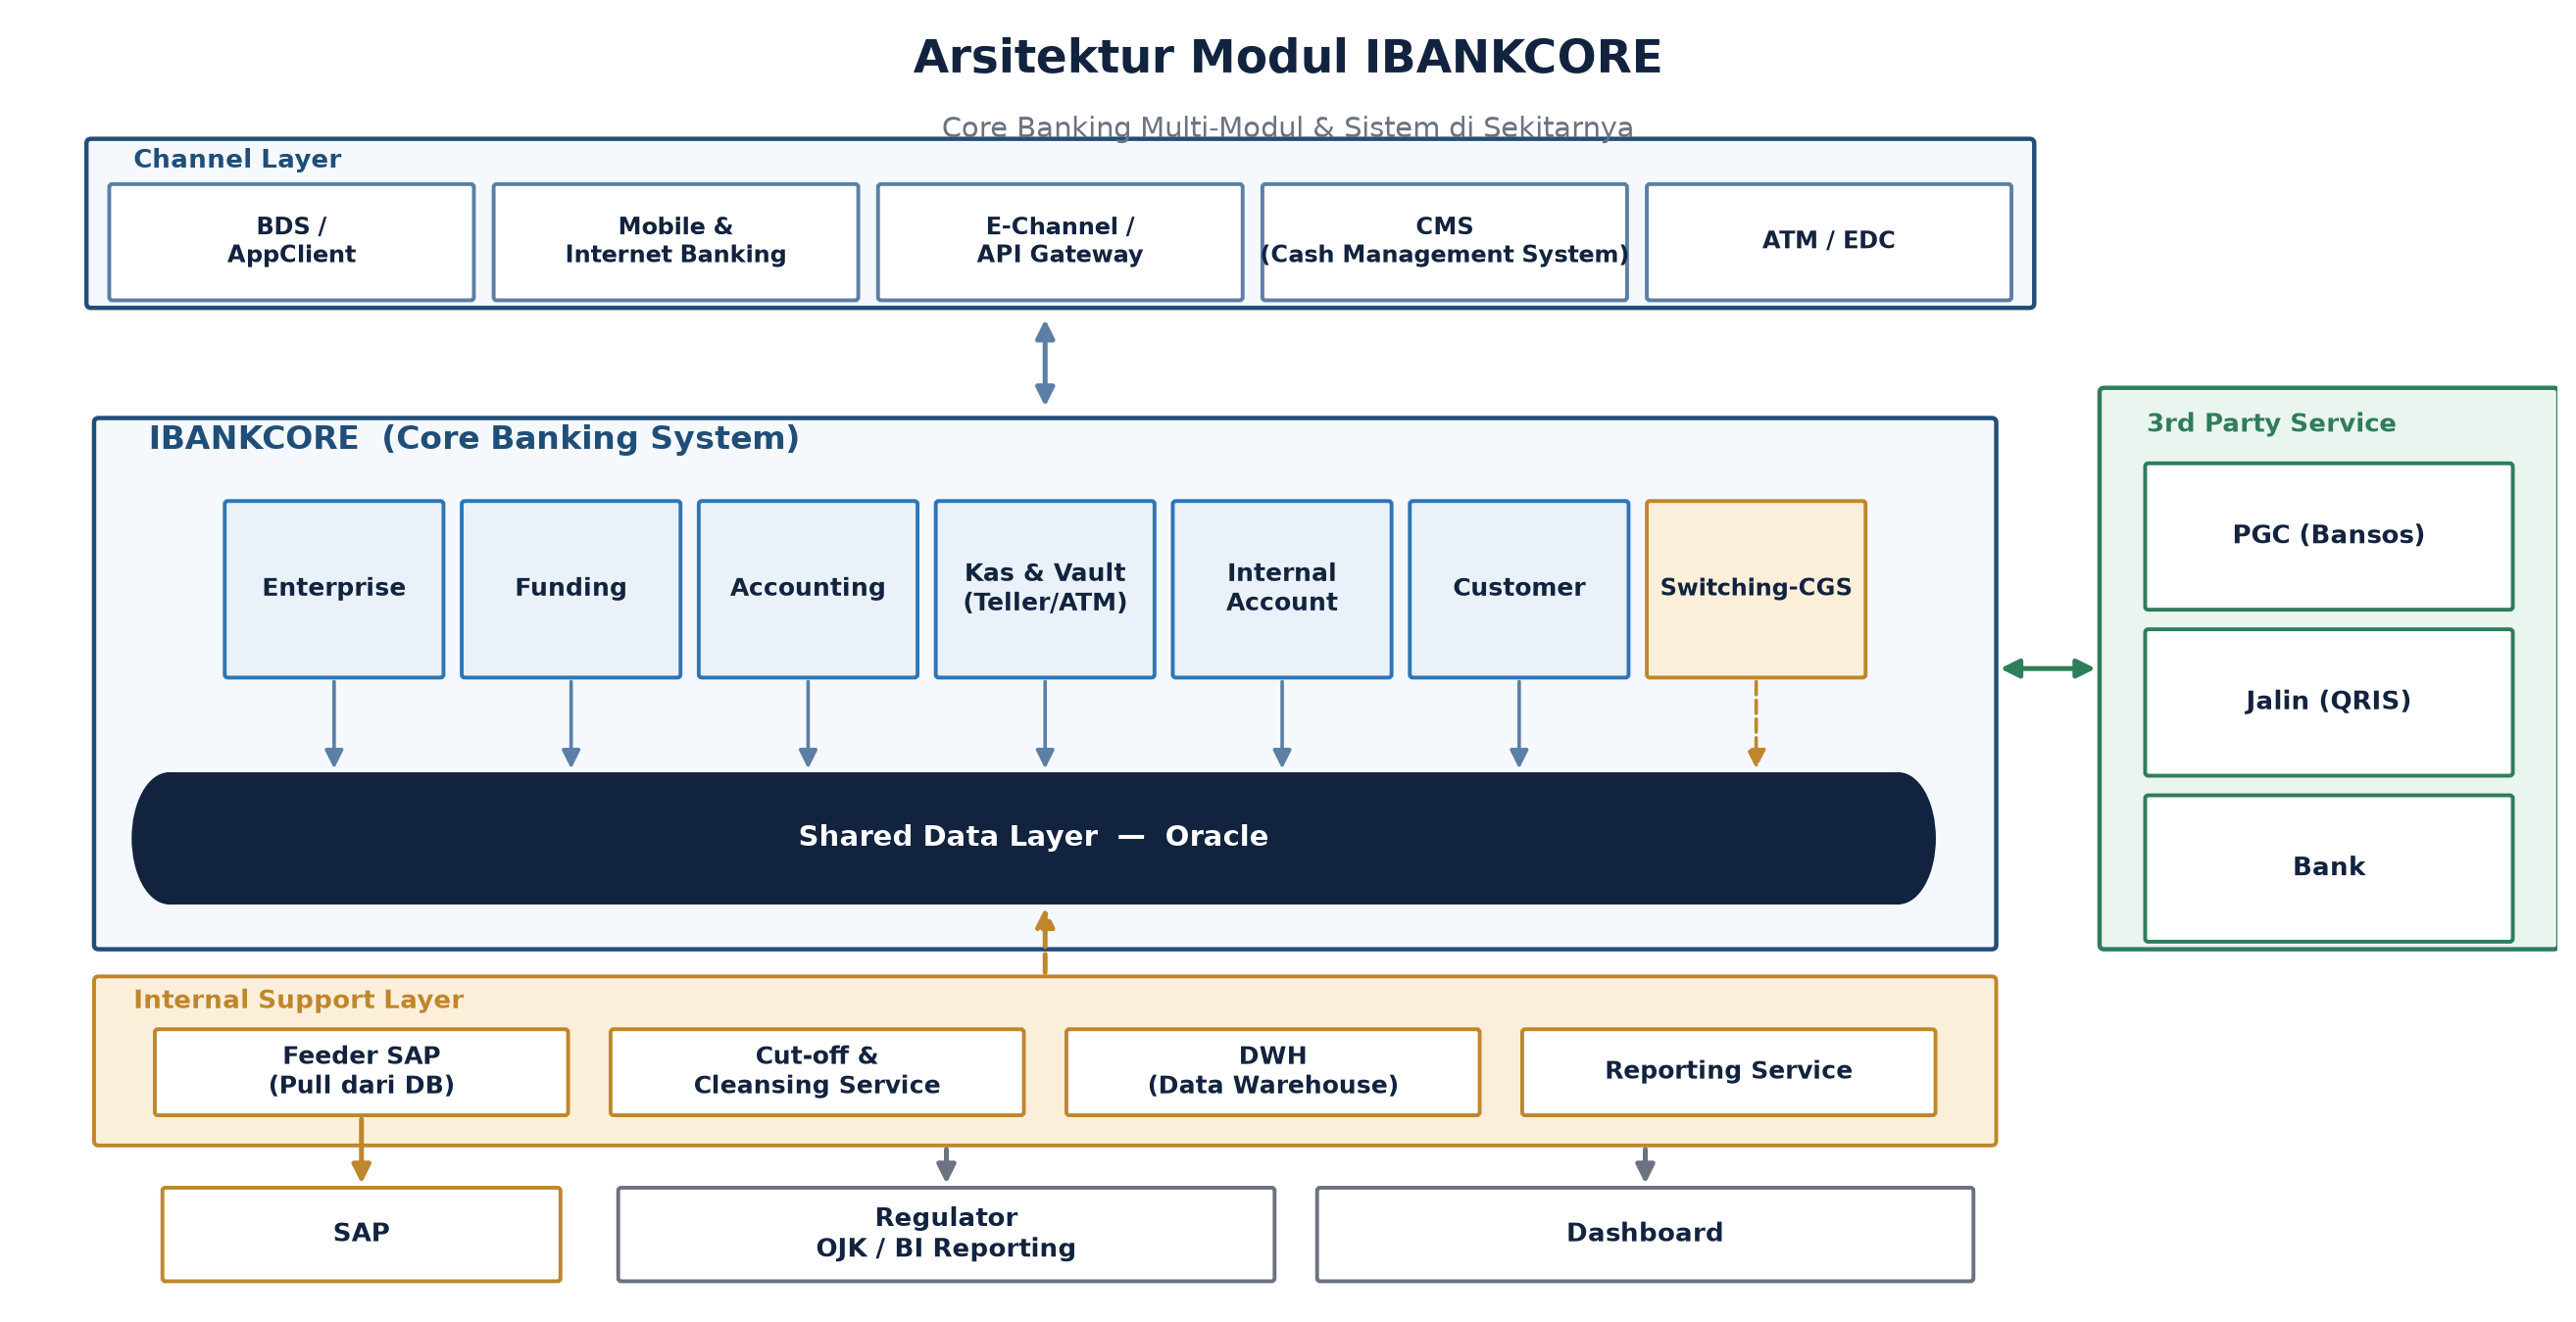 Arsitektur Modul IBANKCORE
Core Banking Multi-Modul & Sistem di Sekitarnya
Channel Layer
BDS /
AppClient
Mobile &
Internet Banking
E-Channel /
API Gateway
CMS
(Cash Management System)
ATM / EDC
IBANKCORE  (Core Banking System)
Enterprise
Funding
Accounting
Kas & Vault
(Teller/ATM)
Internal
Account
Customer
Switching-CGS
Shared Data Layer  —  Oracle
3rd Party Service
PGC (Bansos)
Jalin (QRIS)
Bank
Internal Support Layer
Feeder SAP
(Pull dari DB)
Cut-off &
Cleansing Service
DWH
(Data Warehouse)
Reporting Service
SAP
Regulator
OJK / BI Reporting
Dashboard